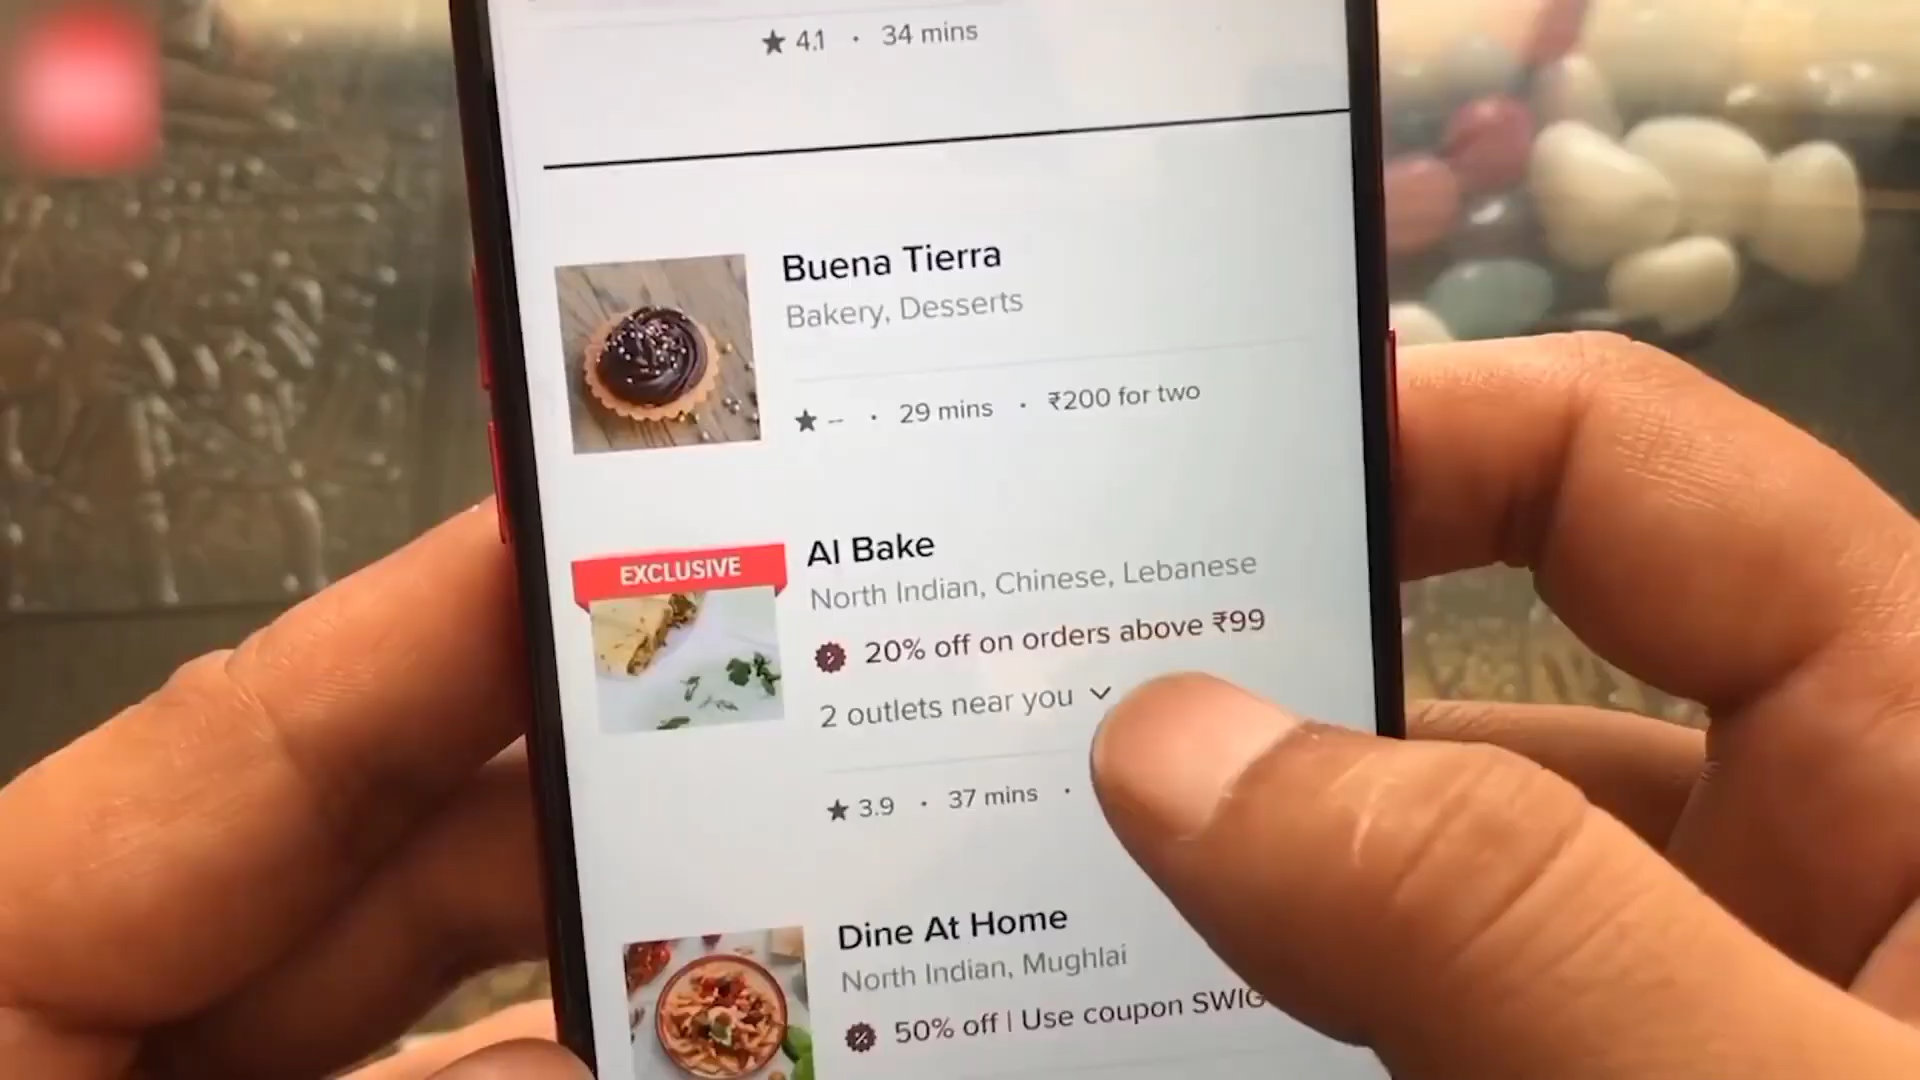 ★ 4.1 • 34 mins
Buena Tierra
Bakery, Desserts
★ -- • 29 mins • ₹200 for two
EXCLUSIVE
Al Bake
North Indian, Chinese, Lebanese
20% off on orders above ₹99
2 outlets near you
★ 3.9 • 37 mins •
Dine At Home
North Indian, Mughlai
50% off | Use coupon SWIG